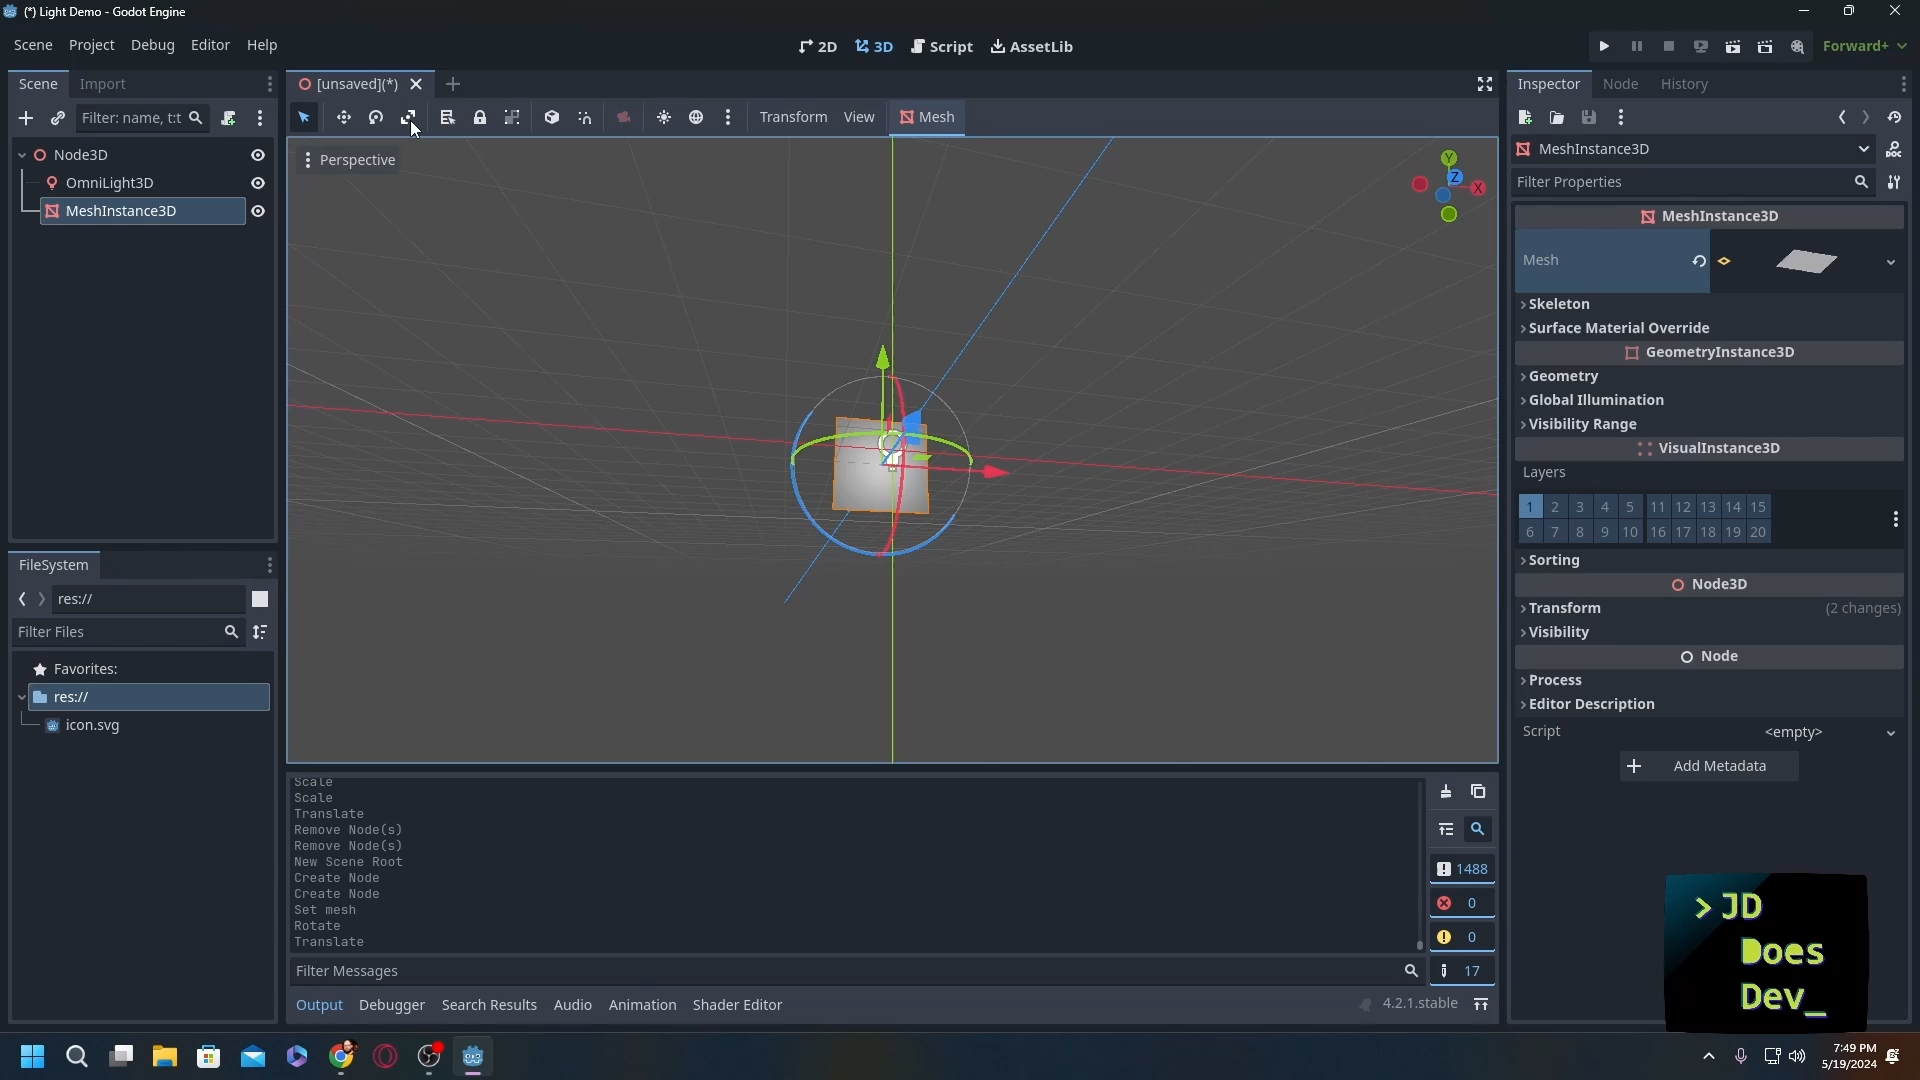 (*) Light Demo - Godot Engine
Scene Project Debug Editor Help
2D 3D Script AssetLib
Forward+
Scene Import
[unsaved](*)
Inspector Node History
Filter: name, t:t
Transform View Mesh
Node3D
OmniLight3D
MeshInstance3D
Perspective
Y
Z
X
MeshInstance3D
Filter Properties
MeshInstance3D
Mesh
Skeleton
Surface Material Override
GeometryInstance3D
Geometry
Global Illumination
Visibility Range
VisualInstance3D
Layers
1 2 3 4 5 11 12 13 14 15
6 7 8 9 10 16 17 18 19 20
Sorting
Node3D
Transform (2 changes)
Visibility
Node
Process
Editor Description
Script <empty>
Add Metadata
FileSystem
res://
Filter Files
Favorites:
res://
icon.svg
Scale
Scale
Translate
Remove Node(s)
Remove Node(s)
New Scene Root
Create Node
Create Node
Set mesh
Rotate
Translate
1488
0
0
17
Filter Messages
Output Debugger Search Results Audio Animation Shader Editor
4.2.1.stable
>JD
Does
Dev_
7:49 PM
5/19/2024